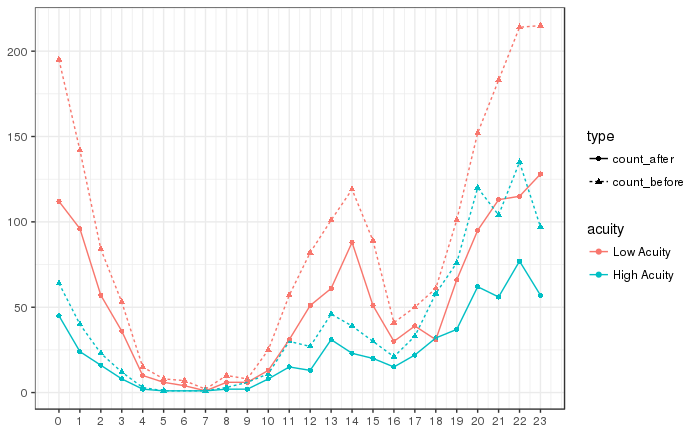 200
150
100
50
0
0 1 2 3 4 5 6 7 8 9 10 11 12 13 14 15 16 17 18 19 20 21 22 23
type
count_after
count_before
acuity
Low Acuity
High Acuity